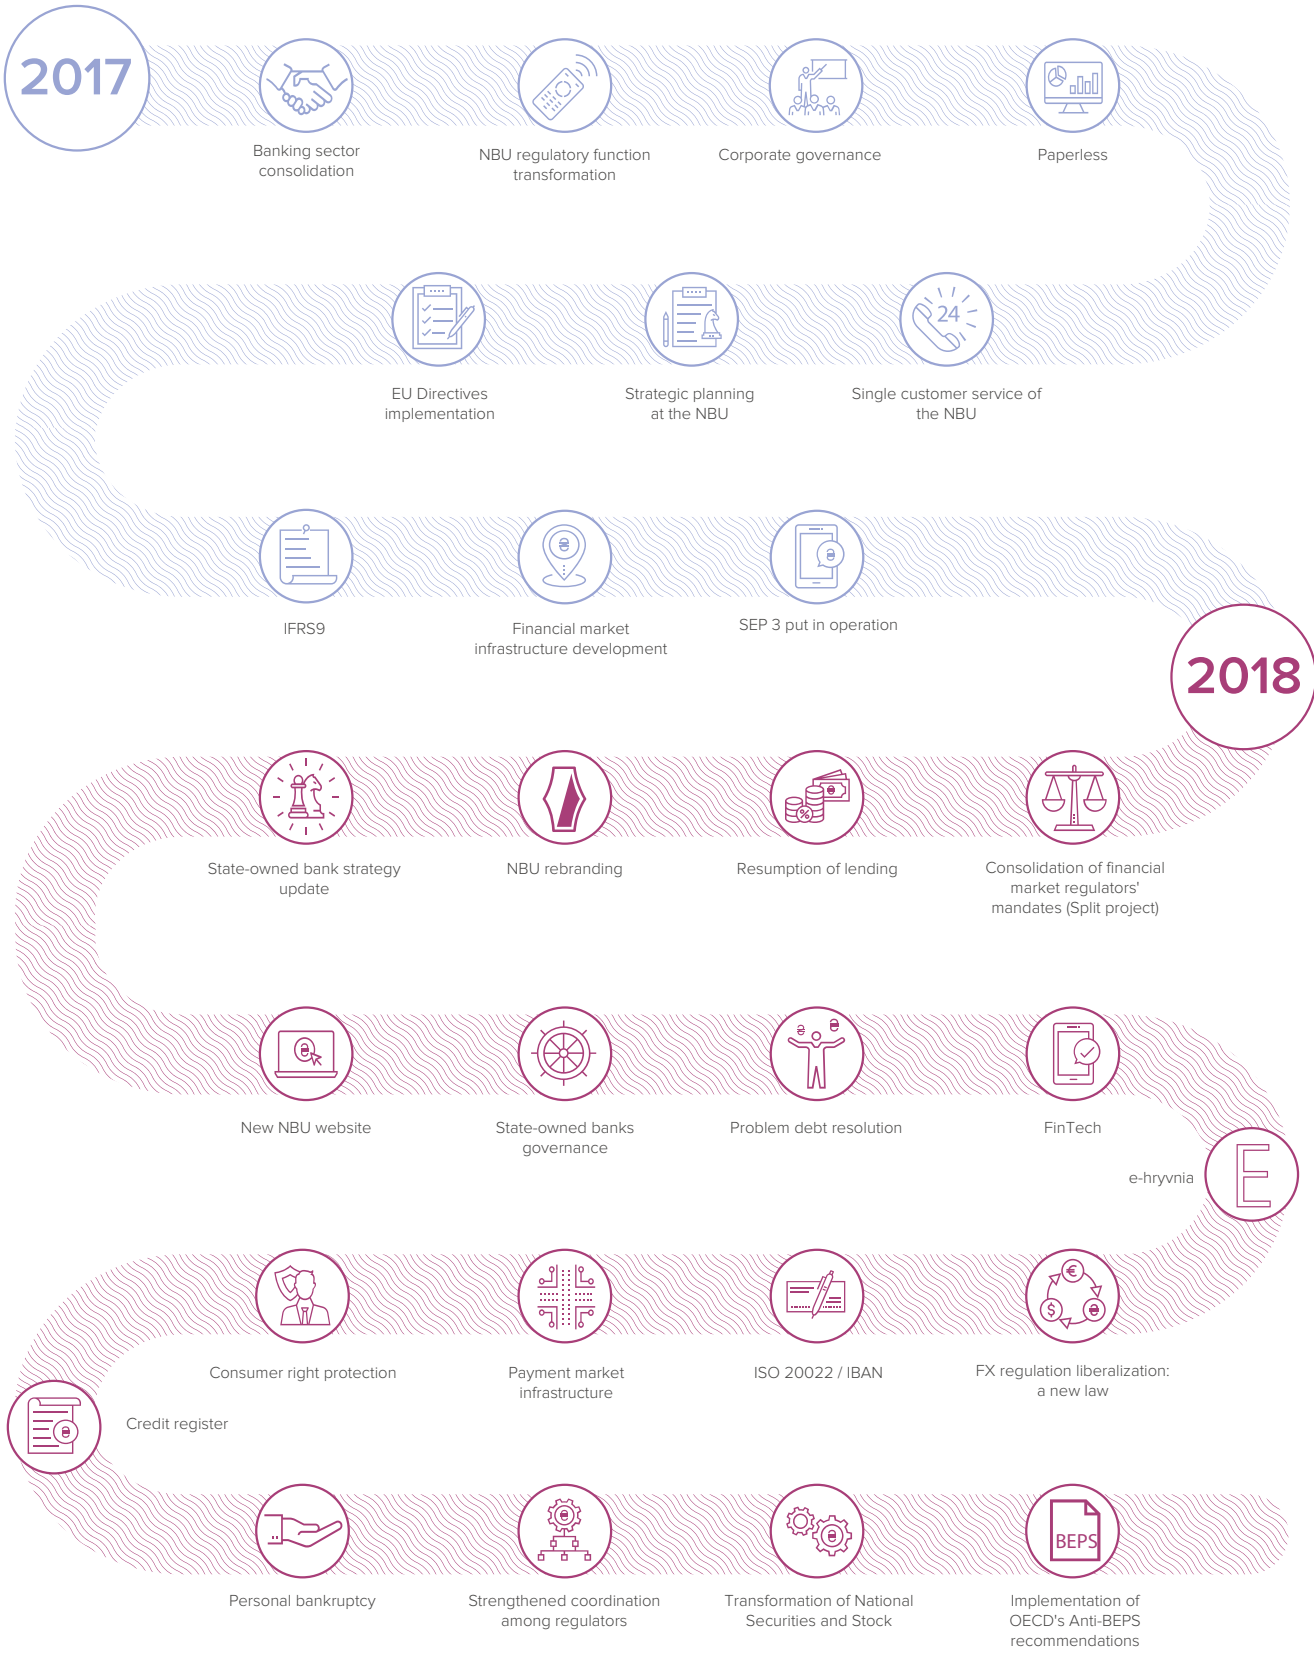 2017
Banking sector
consolidation
NBU regulatory function
transformation
Corporate governance
Paperless
24
EU Directives
implementation
Strategic planning
at the NBU
Single customer service of
the NBU
IFRS9
Financial market
infrastructure development
SEP 3 put in operation
2018
State-owned bank strategy
update
NBU rebranding
%
Resumption of lending
Consolidation of financial
market regulators'
mandates (Split project)
New NBU website
State-owned banks
governance
Problem debt resolution
FinTech
e-hryvnia
E
Consumer right protection
Payment market
infrastructure
ISO 20022 / IBAN
€
$ ₴
FX regulation liberalization:
a new law
Credit register
Personal bankruptcy
Strengthened coordination
among regulators
Transformation of National
Securities and Stock
BEPS
Implementation of
OECD's Anti-BEPS
recommendations